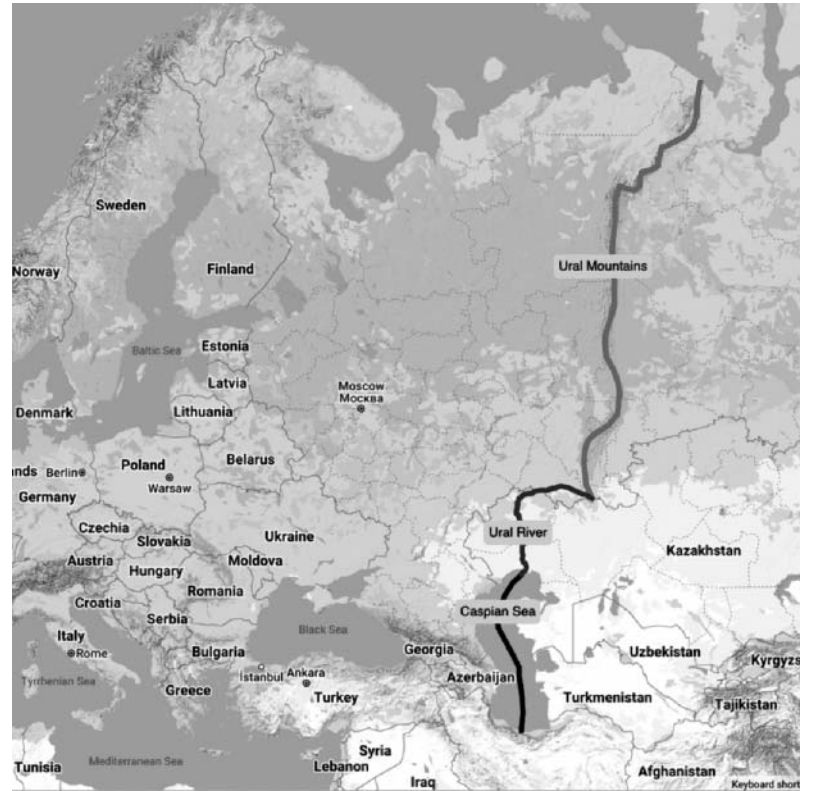 Sweden
Norway
Finland
Ural Mountains
Baltic Sea
Estonia
Latvia
Lithuania
Moscow
Москва
Denmark
nds
Berlin
Poland
Warsaw
Belarus
Germany
Czechia
Slovakia
Ukraine
Ural River
Kazakhstan
Austria
Hungary
Moldova
Romania
Croatia
Serbia
Caspian Sea
Italy
Rome
Black Sea
Bulgaria
Georgia
Uzbekistan
Kyrgyzs
Tyrrhenian Sea
Istanbul
Ankara
Azerbaijan
Greece
Turkey
Turkmenistan
Tajikistan
Syria
Mediterranean Sea
Lebanon
Tunisia
Iraq
Afghanistan
Keyboard short